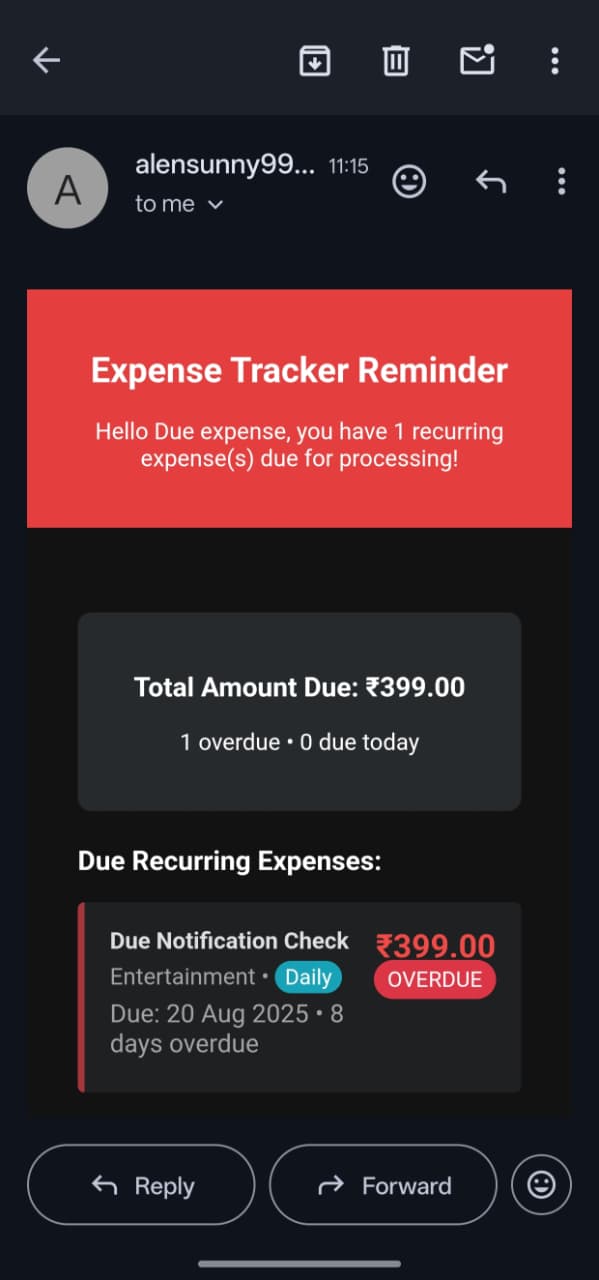 A
alensunny99... 11:15
to me
Expense Tracker Reminder
Hello Due expense, you have 1 recurring
expense(s) due for processing!
Total Amount Due: ₹399.00
1 overdue • 0 due today
Due Recurring Expenses:
Due Notification Check ₹399.00
Entertainment • Daily OVERDUE
Due: 20 Aug 2025 • 8
days overdue
Reply Forward